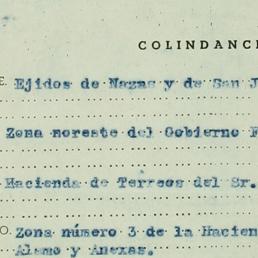 COLINDANC
E. Ejidos de Nazas y de San J
Zona noreste del Gobierno F
Hacienda de Terreos del Sr.
O. Zona número 3 de la Hacien
Alamo y Anexas.